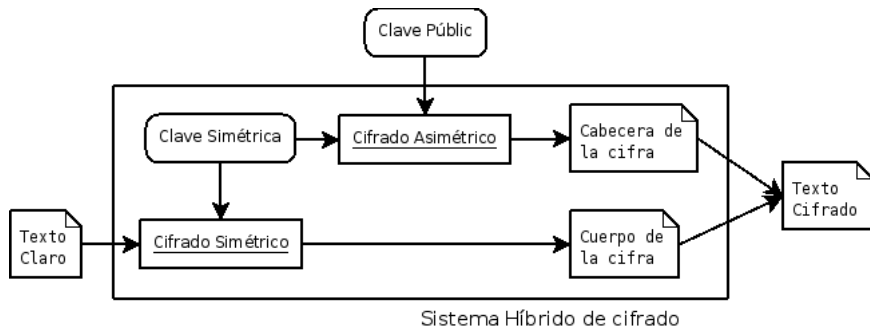 Clave Públic
Clave Simétrica
Cifrado Asimétrico
Cabecera de
la cifra
Texto
Cifrado
Texto
Claro
Cifrado Simétrico
Cuerpo de
la cifra
Sistema Híbrido de cifrado